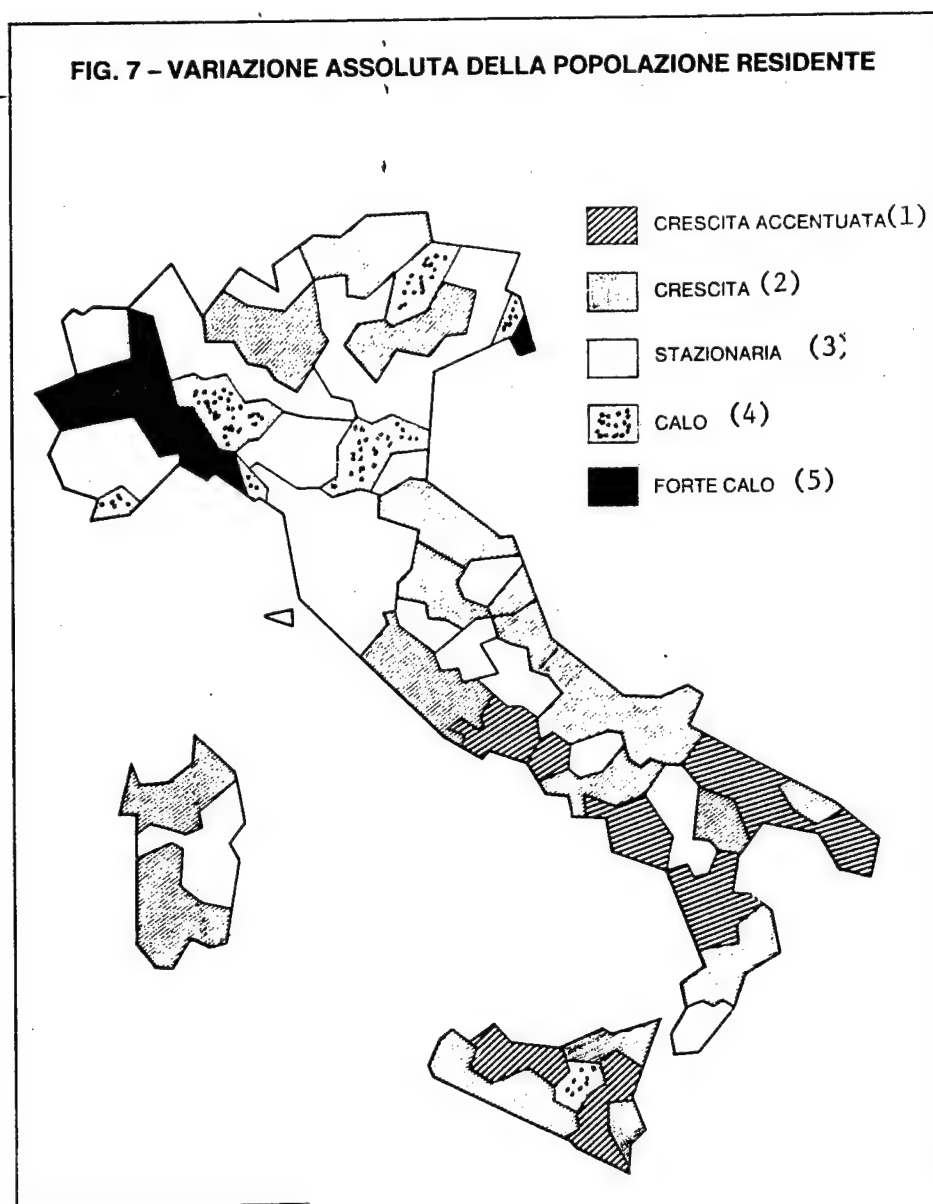 FIG. 7 – VARIAZIONE ASSOLUTA DELLA POPOLAZIONE RESIDENTE
CRESCITA ACCENTUATA (1)
CRESCITA (2)
STAZIONARIA (3)
CALO (4)
FORTE CALO (5)